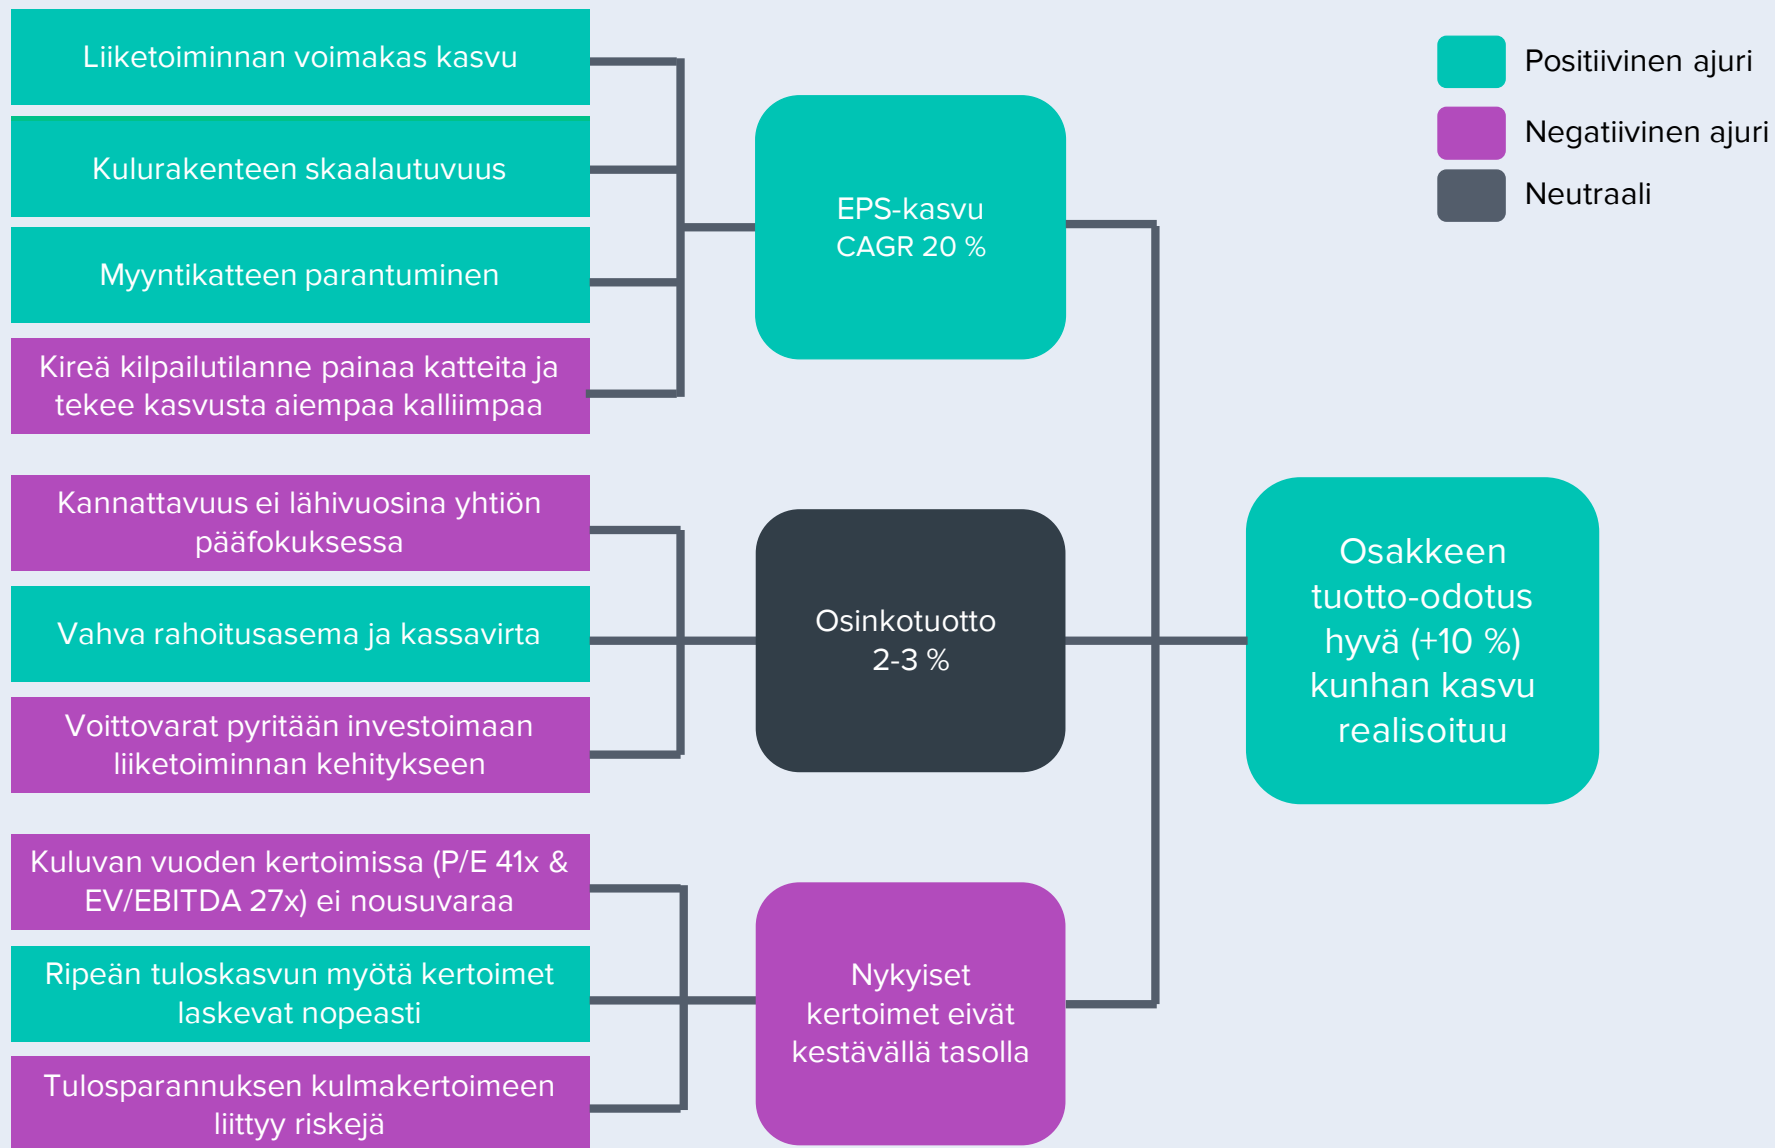 Liiketoiminnan voimakas kasvu
Kulurakenteen skaalautuvuus
Myyntikatteen parantuminen
Kireä kilpailutilanne painaa katteita ja
tekee kasvusta aiempaa kalliimpaa
EPS-kasvu
CAGR 20 %
Positiivinen ajuri
Negatiivinen ajuri
Neutraali
Kannattavuus ei lähivuosina yhtiön
pääfokuksessa
Vahva rahoitusasema ja kassavirta
Voittovarat pyritään investoimaan
liiketoiminnan kehitykseen
Osinkotuotto
2-3 %
Osakkeen
tuotto-odotus
hyvä (+10 %)
kunhan kasvu
realisoituu
Kuluvan vuoden kertoimissa (P/E 41x &
EV/EBITDA 27x) ei nousuvaraa
Ripeän tuloskasvun myötä kertoimet
laskevat nopeasti
Tulosparannuksen kulmakertoimeen
liittyy riskejä
Nykyiset
kertoimet eivät
kestävällä tasolla